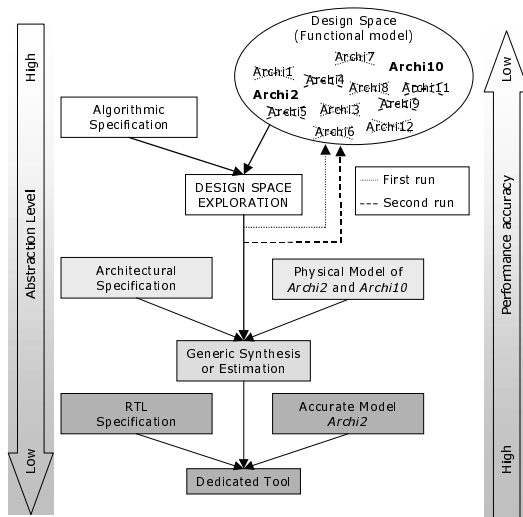 Design Space
(Functional model)
Archi7
Archi10
Archi1
Archi4
Archi8
Archi11
Archi2
Archi5
Archi3
Archi9
Archi6
Archi12
High
Abstraction Level
Low
Low
Performance accuracy
High
Algorithmic
Specification
DESIGN SPACE
EXPLORATION
First run
Second run
Architectural
Specification
Physical Model of
Archi2 and Archi10
Generic Synthesis
or Estimation
RTL
Specification
Accurate Model
Archi2
Dedicated Tool